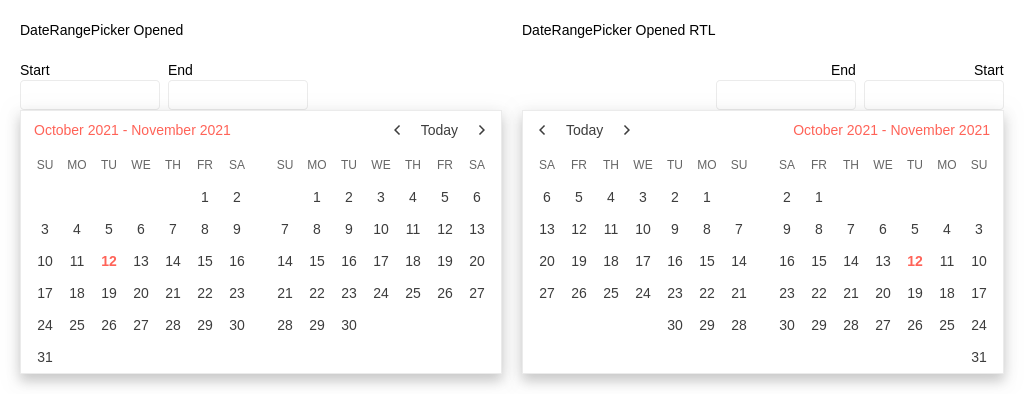 DateRangePicker Opened
Start End
October 2021 - November 2021 Today
SU MO TU WE TH FR SA SU MO TU WE TH FR SA
1 2 1 2 3 4 5 6
3 4 5 6 7 8 9 7 8 9 10 11 12 13
10 11 12 13 14 15 16 14 15 16 17 18 19 20
17 18 19 20 21 22 23 21 22 23 24 25 26 27
24 25 26 27 28 29 30 28 29 30
31
DateRangePicker Opened RTL
End Start
Today October 2021 - November 2021
SA FR TH WE TU MO SU SA FR TH WE TU MO SU
6 5 4 3 2 1 2 1
13 12 11 10 9 8 7 9 8 7 6 5 4 3
20 19 18 17 16 15 14 16 15 14 13 12 11 10
27 26 25 24 23 22 21 23 22 21 20 19 18 17
30 29 28 30 29 28 27 26 25 24
31